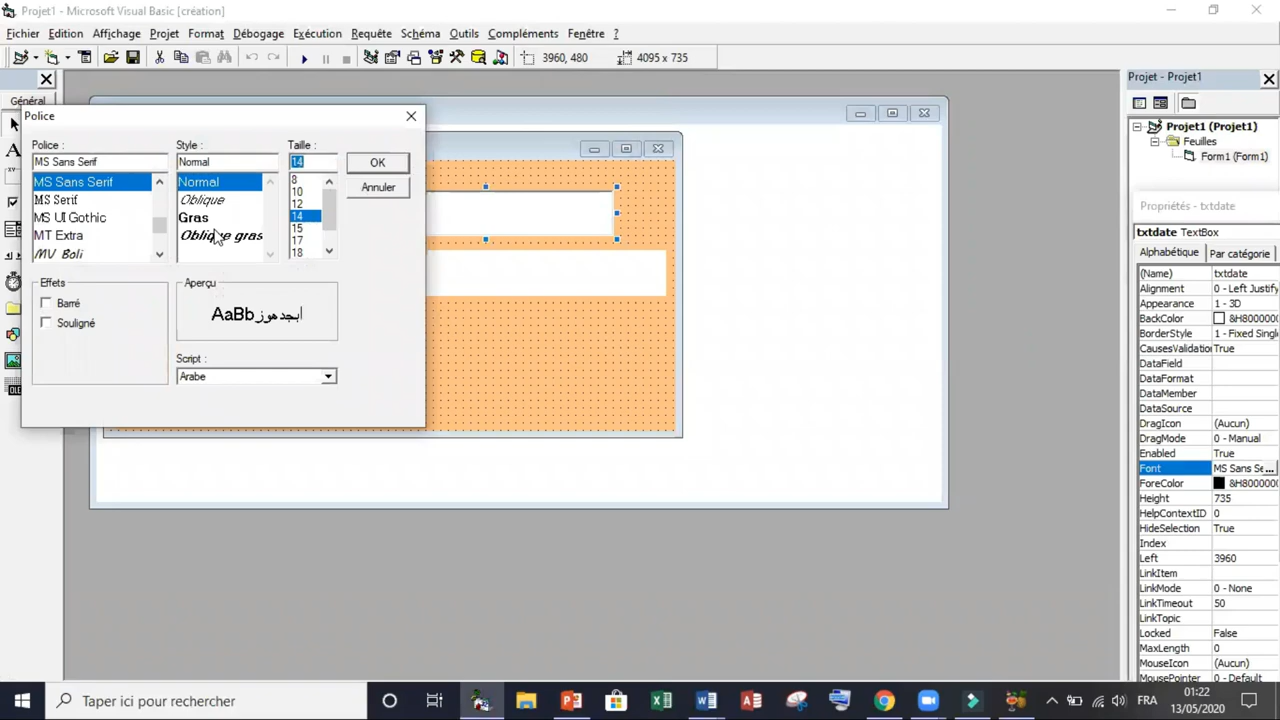 Projet1 - Microsoft Visual Basic [création]
Fichier Edition Affichage Projet Format Débogage Exécution Requête Schéma Outils Compléments Fenêtre ?
3960, 480 4095 x 735
Général
Police
Police : Style : Taille :
MS Sans Serif Normal 14
OK
Annuler
MS Sans Serif Normal 8
MS Serif Oblique 10
MS UI Gothic Gras 12
MT Extra Oblique gras 14
MV Boli 15
17
18
Effets
Barré
Souligné
Aperçu
AaBbابجدهوز
Script :
Arabe
Projet - Projet1
Projet1 (Projet1)
Feuilles
Form1 (Form1)
Propriétés - txtdate
txtdate TextBox
Alphabétique Par catégorie
(Name) txtdate
Alignment 0 - Left Justify
Appearance 1 - 3D
BackColor &H8000000
BorderStyle 1 - Fixed Single
CausesValidation True
DataField
DataFormat
DataMember
DataSource
DragIcon (Aucun)
DragMode 0 - Manual
Enabled True
Font MS Sans Se ...
ForeColor &H8000000
Height 735
HelpContextID 0
HideSelection True
Index
Left 3960
LinkItem
LinkMode 0 - None
LinkTimeout 50
LinkTopic
Locked False
MaxLength 0
MouseIcon (Aucun)
MousePointer 0 - Default
Taper ici pour rechercher
FRA
01:22
13/05/2020